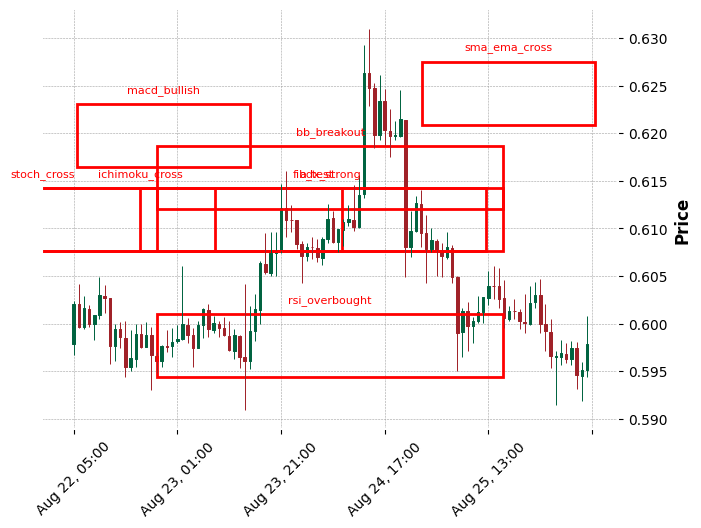 sma_ema_cross
macd_bullish
bb_breakout
stoch_cross
ichimoku_cross
rsi_overbought
0.630
0.625
0.620
0.615
0.610
0.605
0.600
0.595
0.590
Price
Aug 22, 05:00
Aug 23, 01:00
Aug 23, 21:00
Aug 24, 17:00
Aug 25, 13:00